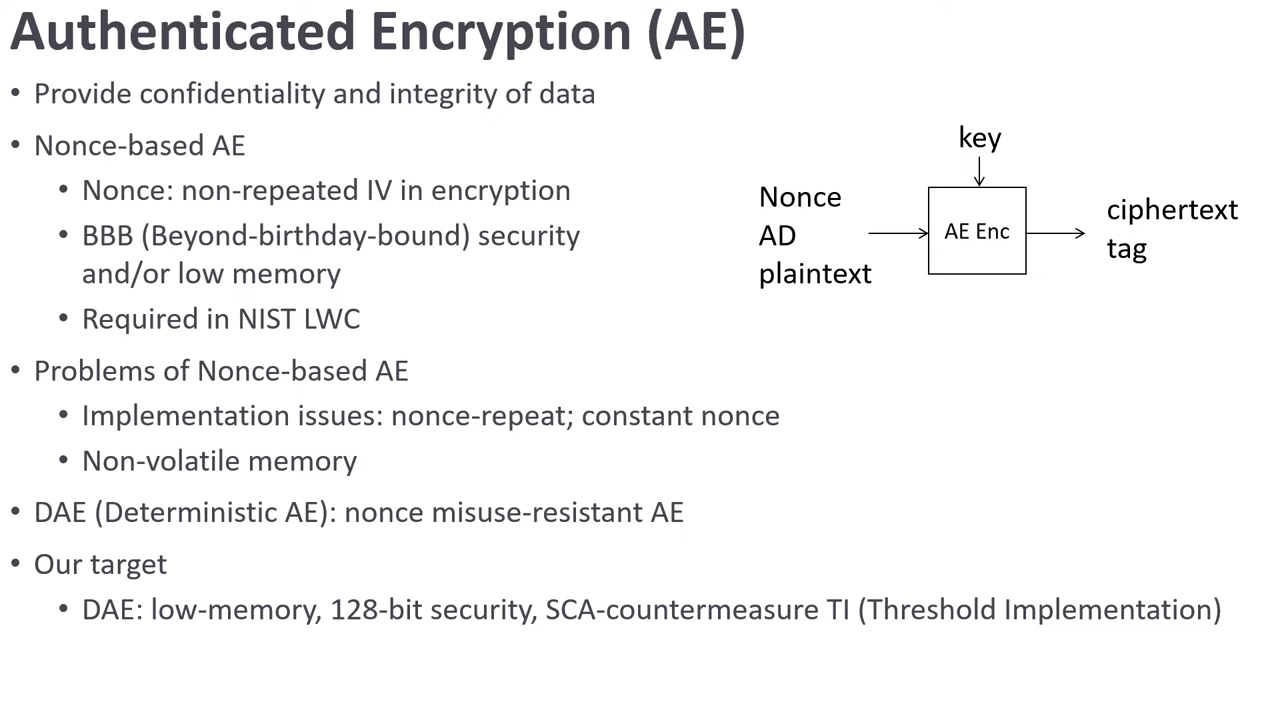 Authenticated Encryption (AE)
• Provide confidentiality and integrity of data
• Nonce-based AE
• Nonce: non-repeated IV in encryption
• BBB (Beyond-birthday-bound) security
and/or low memory
• Required in NIST LWC
• Problems of Nonce-based AE
• Implementation issues: nonce-repeat; constant nonce
• Non-volatile memory
• DAE (Deterministic AE): nonce misuse-resistant AE
• Our target
• DAE: low-memory, 128-bit security, SCA-countermeasure TI (Threshold Implementation)
key
Nonce
AD
plaintext
AE Enc
ciphertext
tag